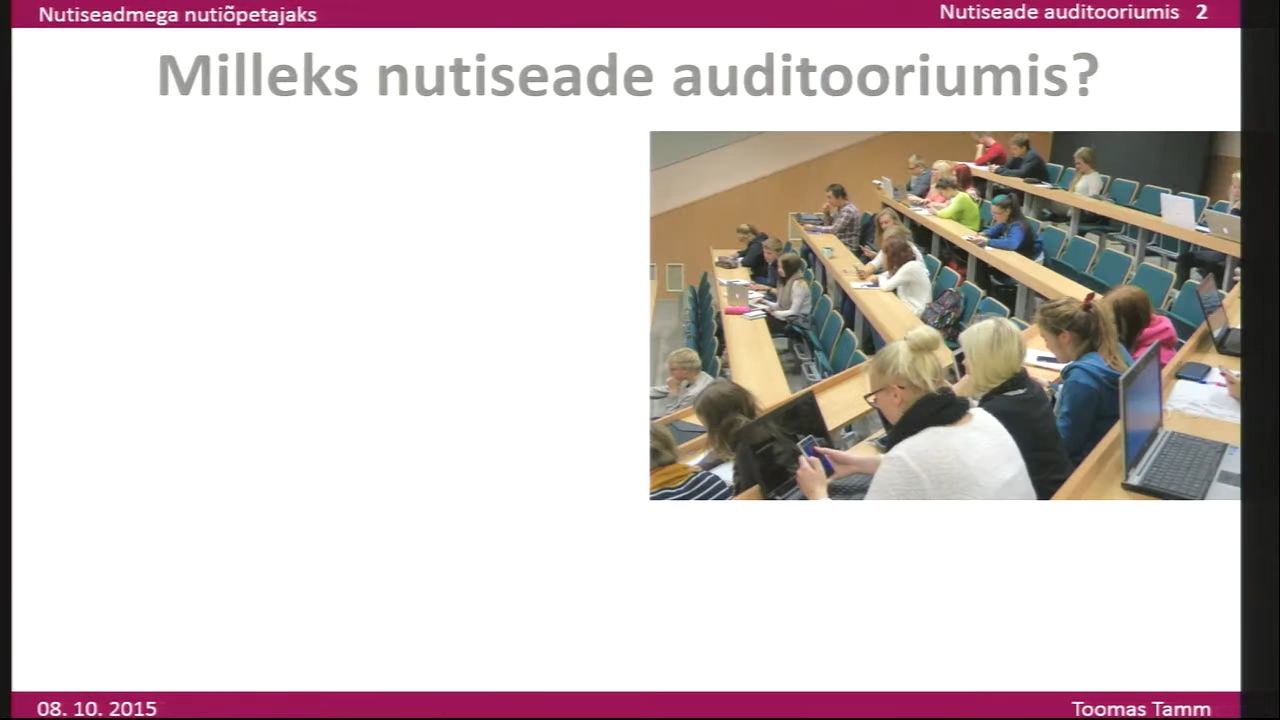 Nutiseadmega nutiõpetajaks
Nutiseade auditooriumis 2
Milleks nutiseade auditooriumis?
08. 10. 2015
Toomas Tamm